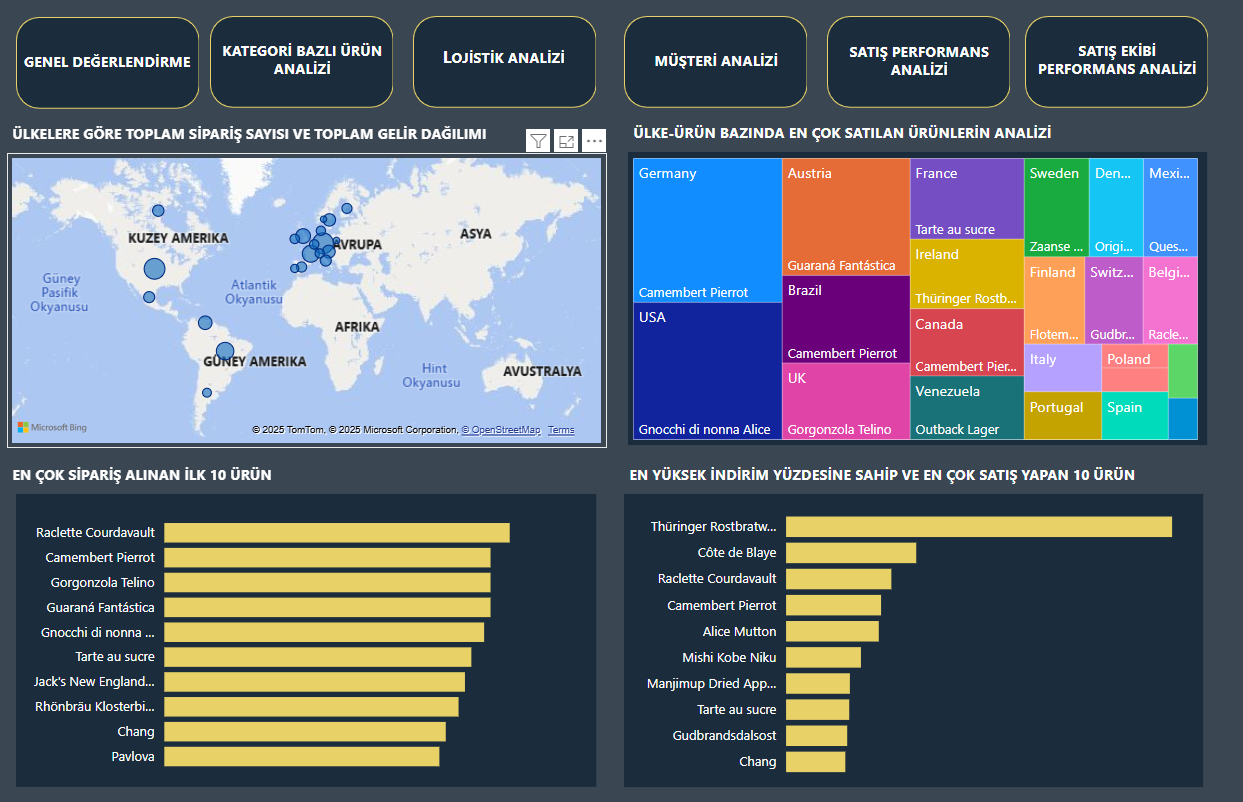 GENEL DEĞERLENDİRME
KATEGORİ BAZLI ÜRÜN
ANALİZİ
LOJİSTİK ANALİZİ
MÜŞTERİ ANALİZİ
SATIŞ PERFORMANS
ANALİZİ
SATIŞ EKİBİ
PERFORMANS ANALİZİ
ÜLKELERE GÖRE TOPLAM SİPARİŞ SAYISI VE TOPLAM GELİR DAĞILIMI
KUZEY AMERIKA
AVRUPA
ASYA
Güney
Pasifik
Okyanusu
Atlantik
Okyanusu
AFRIKA
GÜNEY AMERIKA
Hint
Okyanusu
AVUSTRALYA
Microsoft Bing
© 2025 TomTom, © 2025 Microsoft Corporation, © OpenStreetMap Terms
ÜLKE-ÜRÜN BAZINDA EN ÇOK SATILAN ÜRÜNLERİN ANALİZİ
Germany
Camembert Pierrot
USA
Gnocchi di nonna Alice
Austria
Guaraná Fantástica
Brazil
Camembert Pierrot
UK
Gorgonzola Telino
France
Tarte au sucre
Ireland
Thüringer Rostb...
Canada
Camembert Pier...
Venezuela
Outback Lager
Sweden
Zaanse ...
Den...
Origi...
Mexi...
Ques...
Finland
Flotem...
Switz...
Gudbr...
Belgi...
Racle...
Italy
Portugal
Poland
Spain
EN ÇOK SİPARİŞ ALINAN İLK 10 ÜRÜN
Raclette Courdavault
Camembert Pierrot
Gorgonzola Telino
Guaraná Fantástica
Gnocchi di nonna ...
Tarte au sucre
Jack's New England...
Rhönbräu Klosterbi...
Chang
Pavlova
EN YÜKSEK İNDİRİM YÜZDESİNE SAHİP VE EN ÇOK SATIŞ YAPAN 10 ÜRÜN
Thüringer Rostbratw...
Côte de Blaye
Raclette Courdavault
Camembert Pierrot
Alice Mutton
Mishi Kobe Niku
Manjimup Dried App...
Tarte au sucre
Gudbrandsdalsost
Chang